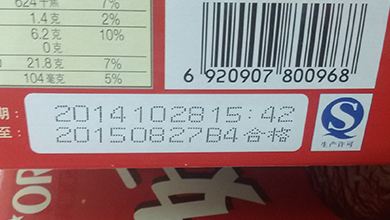 624千焦 7%
1.4克 2%
6.2克 10%
0克
21.8克 7%
104毫克 5%
6 920907 800968
期: 2014102815:42
至: 20150827B4合格
生产许可
OR